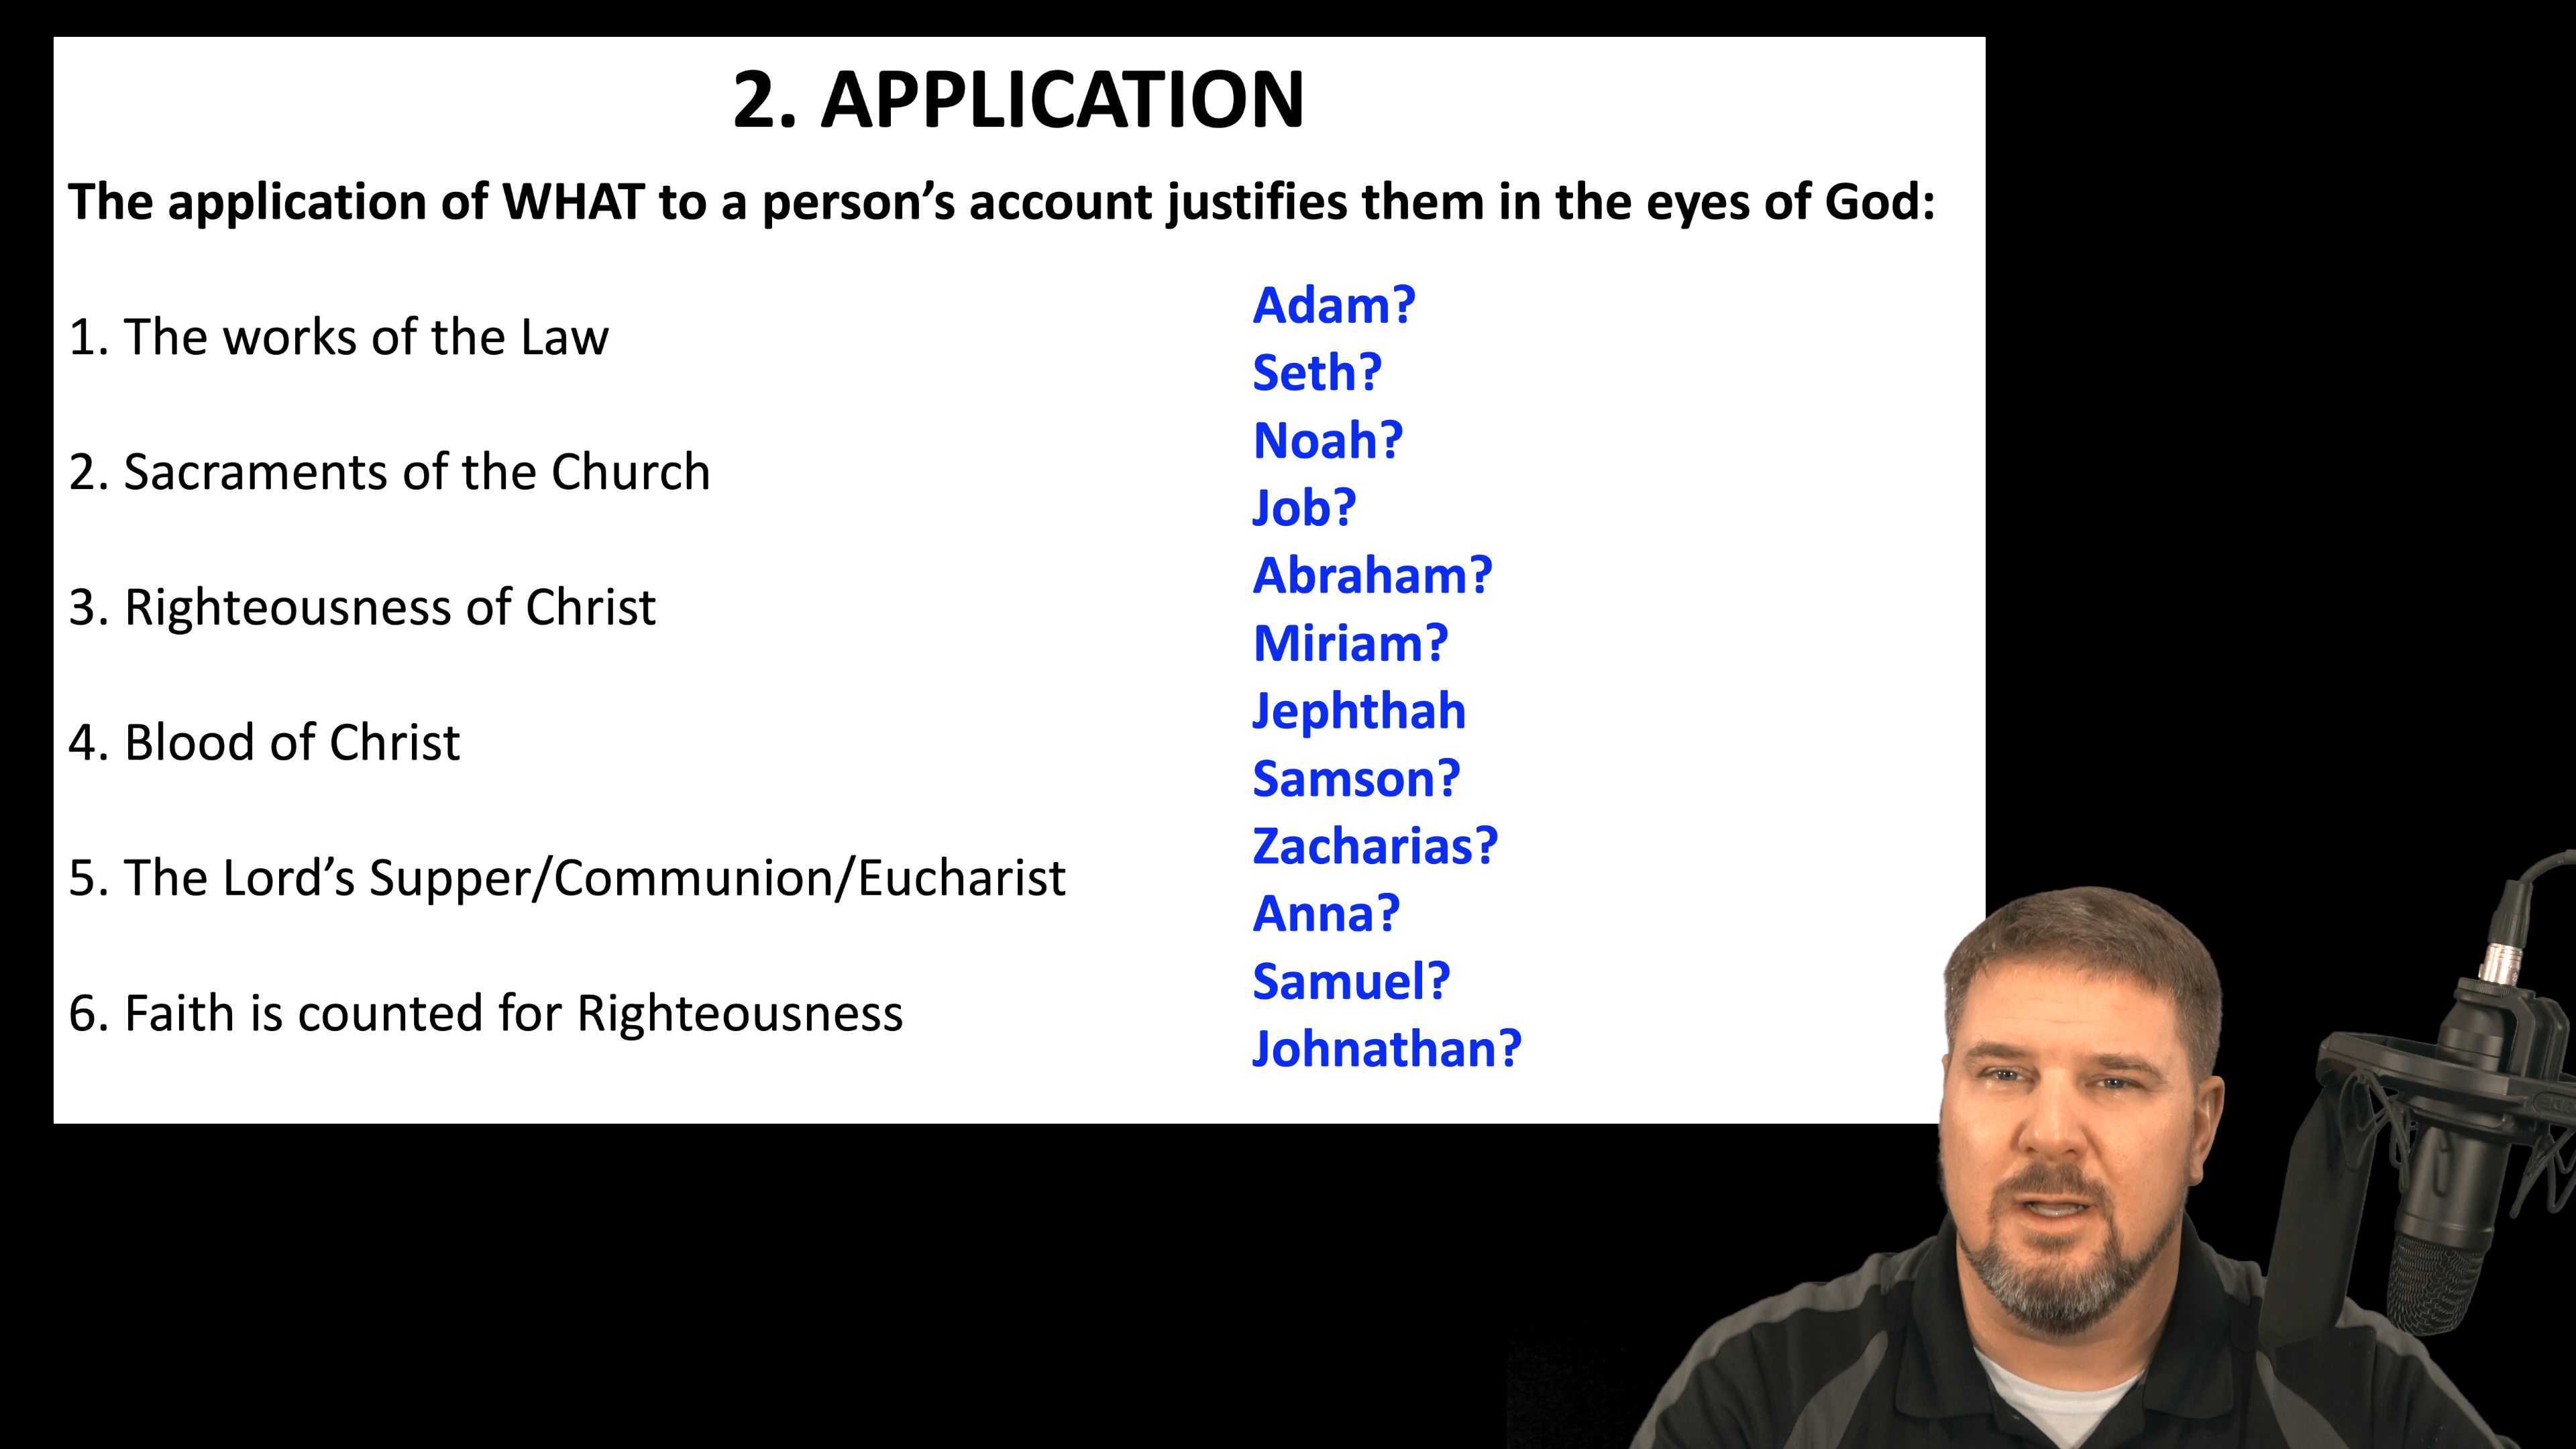 2. APPLICATION
The application of WHAT to a person’s account justifies them in the eyes of God:
1. The works of the Law
2. Sacraments of the Church
3. Righteousness of Christ
4. Blood of Christ
5. The Lord’s Supper/Communion/Eucharist
6. Faith is counted for Righteousness
Adam?
Seth?
Noah?
Job?
Abraham?
Miriam?
Jephthah
Samson?
Zacharias?
Anna?
Samuel?
Johnathan?